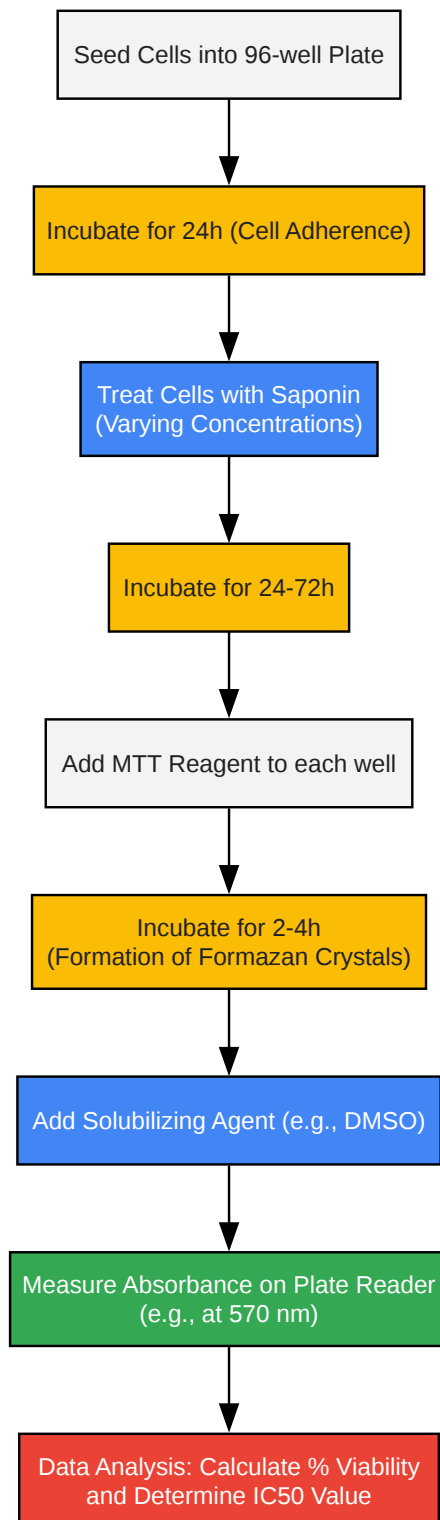 Seed Cells into 96-well Plate
Incubate for 24h (Cell Adherence)
Treat Cells with Saponin
(Varying Concentrations)
Incubate for 24-72h
Add MTT Reagent to each well
Incubate for 2-4h
(Formation of Formazan Crystals)
Add Solubilizing Agent (e.g., DMSO)
Measure Absorbance on Plate Reader
(e.g., at 570 nm)
Data Analysis: Calculate % Viability
and Determine IC50 Value